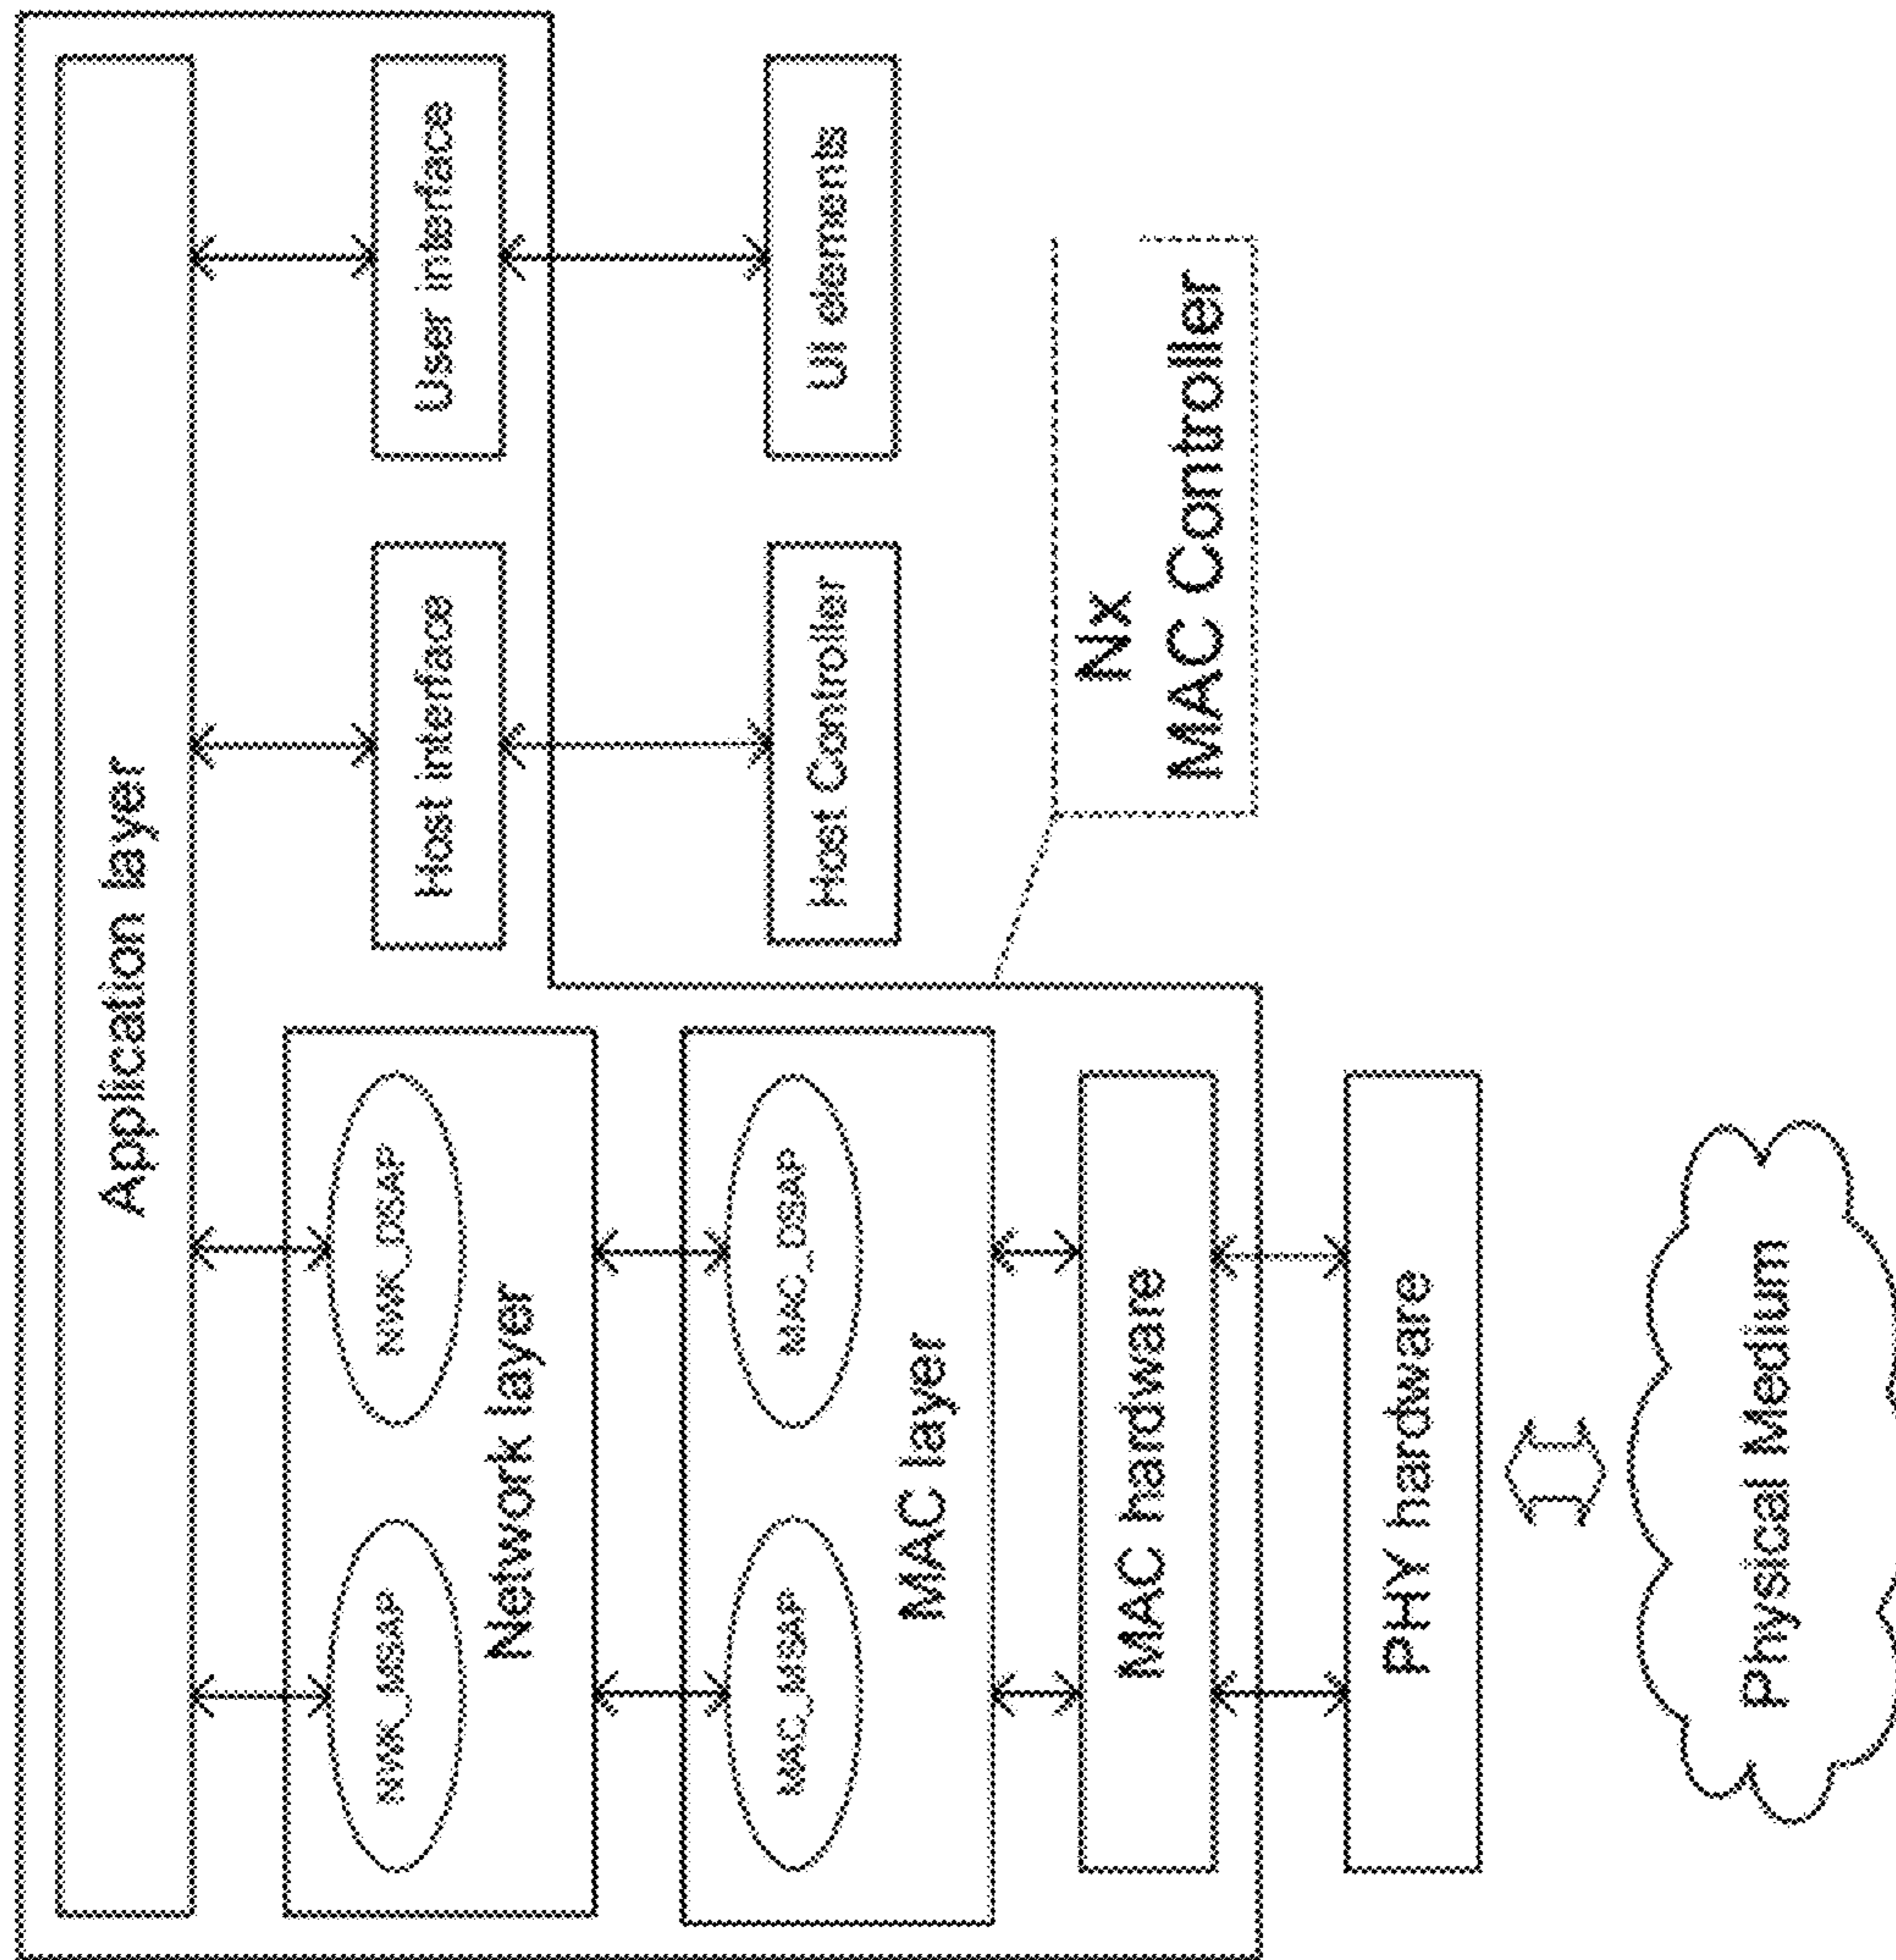 Application layer
NWK_MSAP
NWK_DSAP
Network layer
Host interface
User interface
MAC_MSAP
MAC_DSAP
MAC layer
Host Controller
UI elements
MAC hardware
Nx
MAC Controller
PHY hardware
Physical Medium